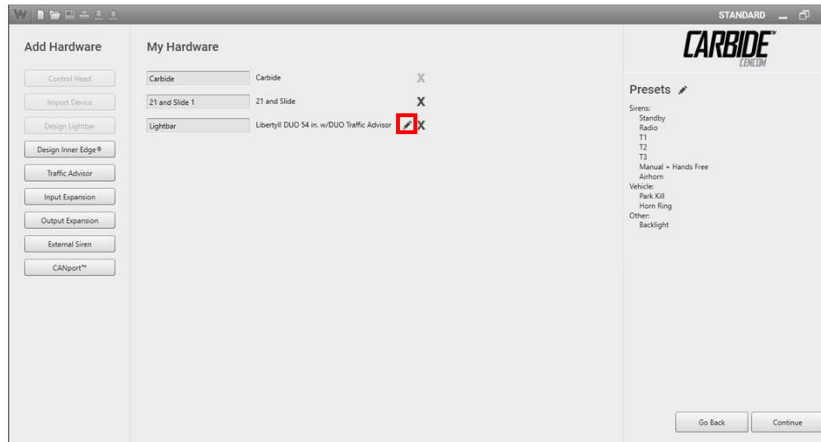 W
STANDARD
Add Hardware
Control Head
Import Device
Design Lightbar
Design Inner Edge®
Traffic Advisor
Input Expansion
Output Expansion
External Siren
CANport™
My Hardware
Carbide Carbide X
21 and Slide 1 21 and Slide X
Lightbar LibertyII DUO 54 in. w/DUO Traffic Advisor X
CARBIDE™
CENCOM
Presets
Sirens:
Standby
Radio
T1
T2
T3
Manual + Hands Free
Airhorn
Vehicle:
Park Kill
Horn Ring
Other:
Backlight
Go Back Continue